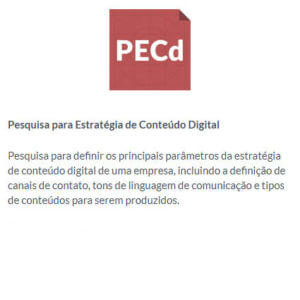 PECd
Pesquisa para Estratégia de Conteúdo Digital
Pesquisa para definir os principais parâmetros da estratégia
de conteúdo digital de uma empresa, incluindo a definição de
canais de contato, tons de linguagem de comunicação e tipos
de conteúdos para serem produzidos.